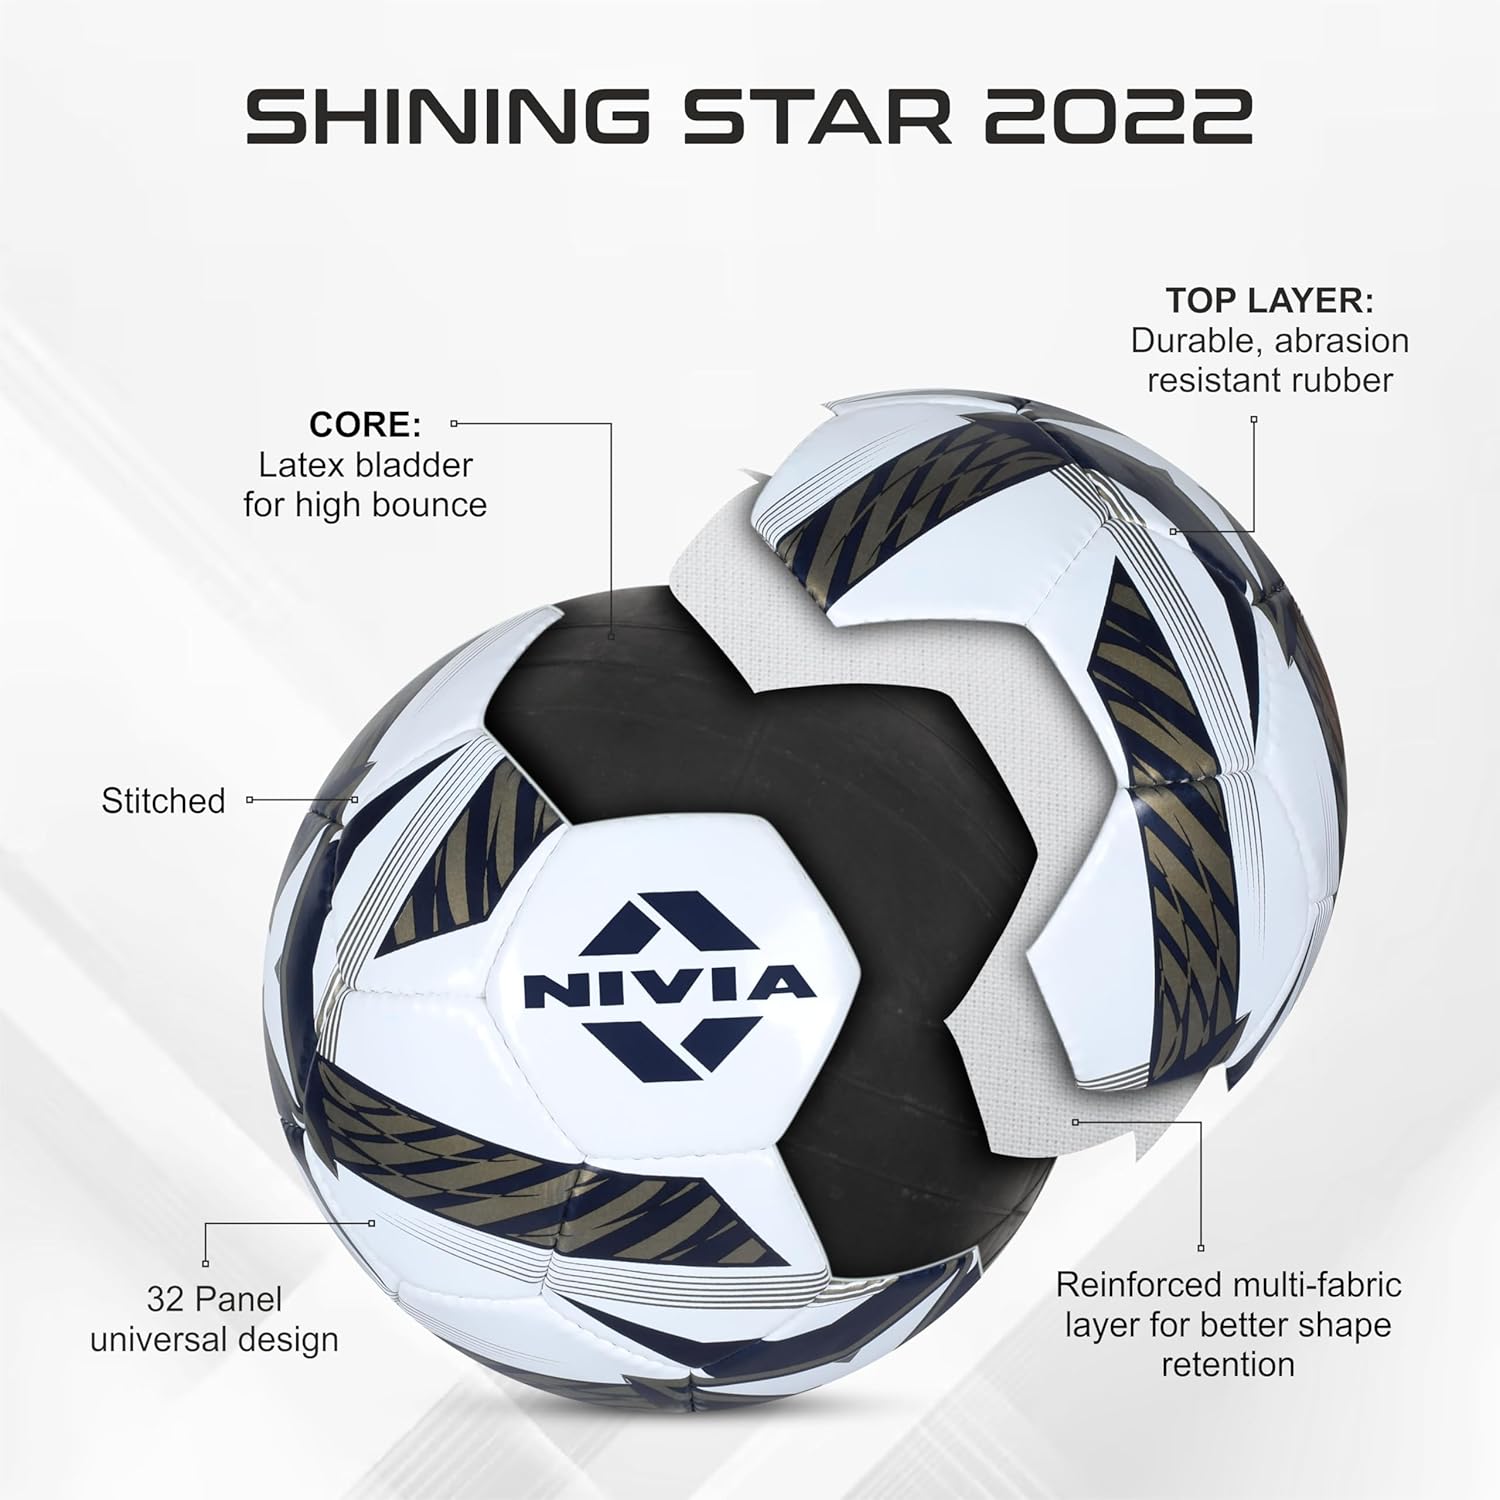 SHINING STAR 2022
TOP LAYER:
Durable, abrasion
resistant rubber
CORE:
Latex bladder
for high bounce
Stitched
NIVIA
32 Panel
universal design
Reinforced multi-fabric
layer for better shape
retention